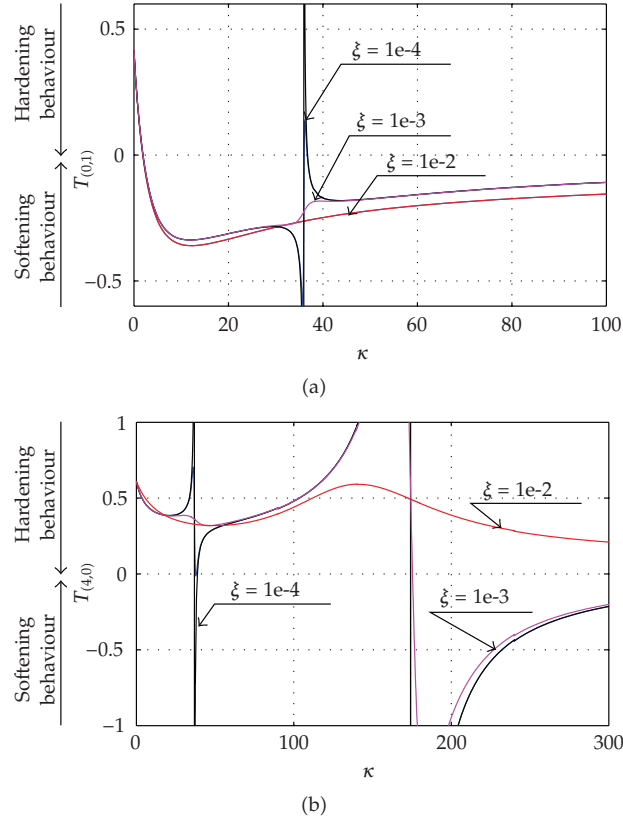 Hardening behaviour
Softening behaviour
T(0,1)
0.5
0
−0.5
ξ = 1e-4
ξ = 1e-3
ξ = 1e-2
0 20 40 60 80 100
κ
(a)
Hardening behaviour
Softening behaviour
T(4,0)
1
0.5
0
−0.5
−1
ξ = 1e-2
ξ = 1e-4
ξ = 1e-3
0 100 200 300
κ
(b)